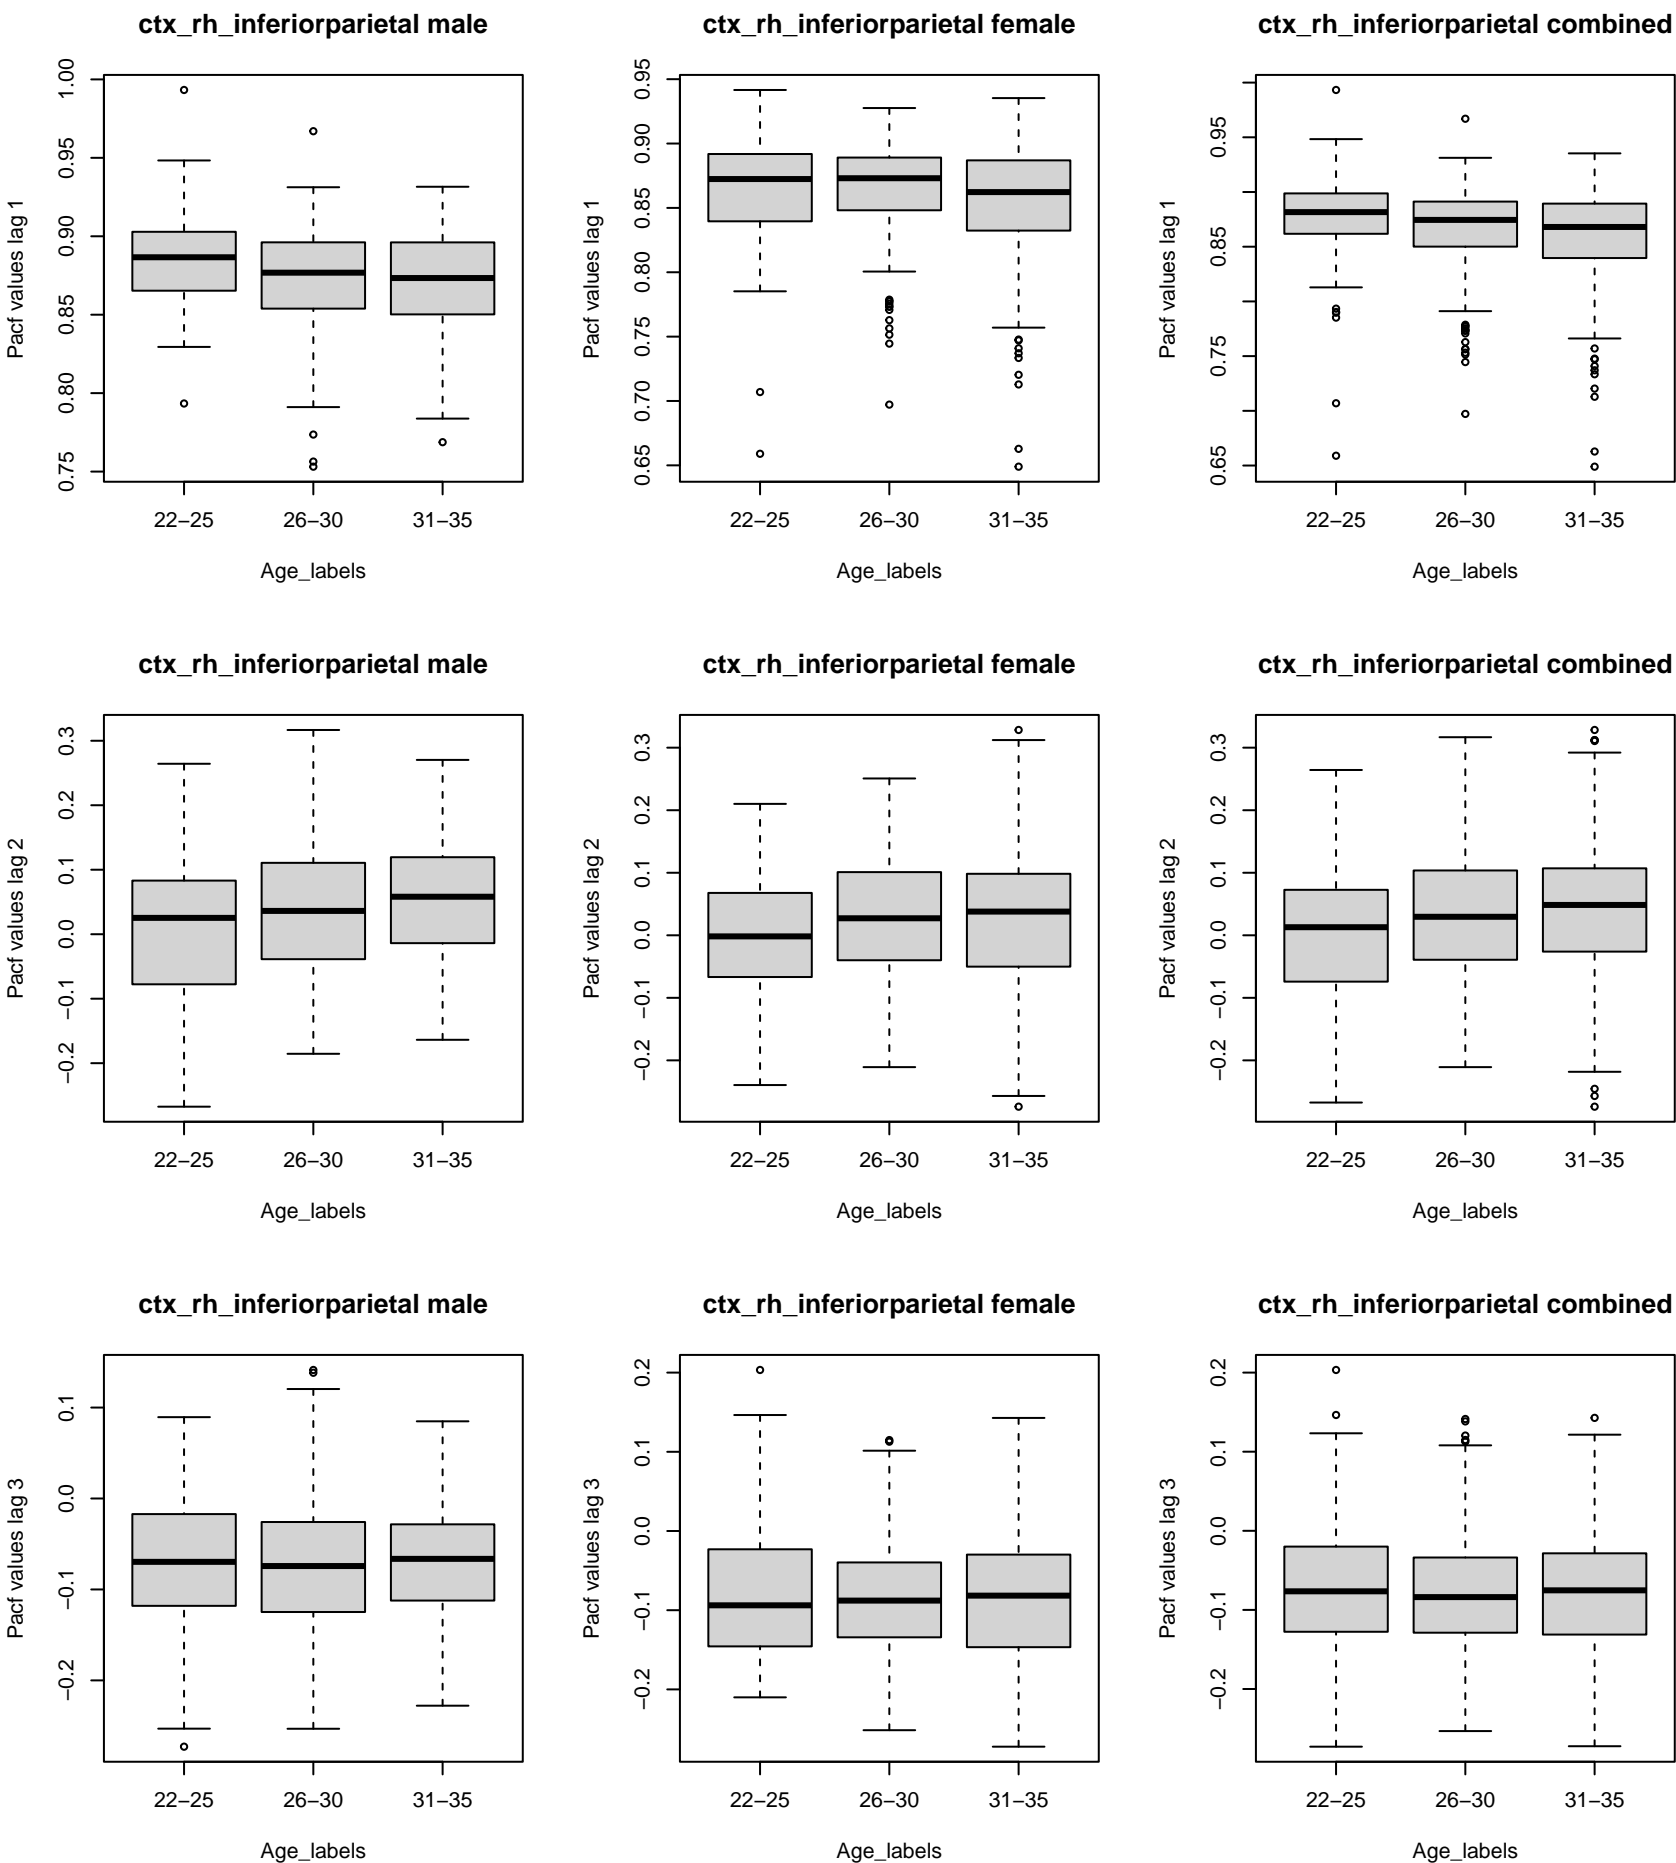 ctx_rh_inferiorparietal male
Pacf values lag 1
1.00
0.95
0.90
0.85
0.80
0.75
22−25 26−30 31−35
Age_labels
ctx_rh_inferiorparietal female
Pacf values lag 1
0.95
0.90
0.85
0.80
0.75
0.70
0.65
22−25 26−30 31−35
Age_labels
ctx_rh_inferiorparietal combined
Pacf values lag 1
0.95
0.85
0.75
0.65
22−25 26−30 31−35
Age_labels
ctx_rh_inferiorparietal male
Pacf values lag 2
0.3
0.2
0.1
0.0
−0.1
−0.2
22−25 26−30 31−35
Age_labels
ctx_rh_inferiorparietal female
Pacf values lag 2
0.3
0.2
0.1
0.0
−0.1
−0.2
22−25 26−30 31−35
Age_labels
ctx_rh_inferiorparietal combined
Pacf values lag 2
0.3
0.2
0.1
0.0
−0.1
−0.2
22−25 26−30 31−35
Age_labels
ctx_rh_inferiorparietal male
Pacf values lag 3
0.1
0.0
−0.1
−0.2
22−25 26−30 31−35
Age_labels
ctx_rh_inferiorparietal female
Pacf values lag 3
0.2
0.1
0.0
−0.1
−0.2
22−25 26−30 31−35
Age_labels
ctx_rh_inferiorparietal combined
Pacf values lag 3
0.2
0.1
0.0
−0.1
−0.2
22−25 26−30 31−35
Age_labels